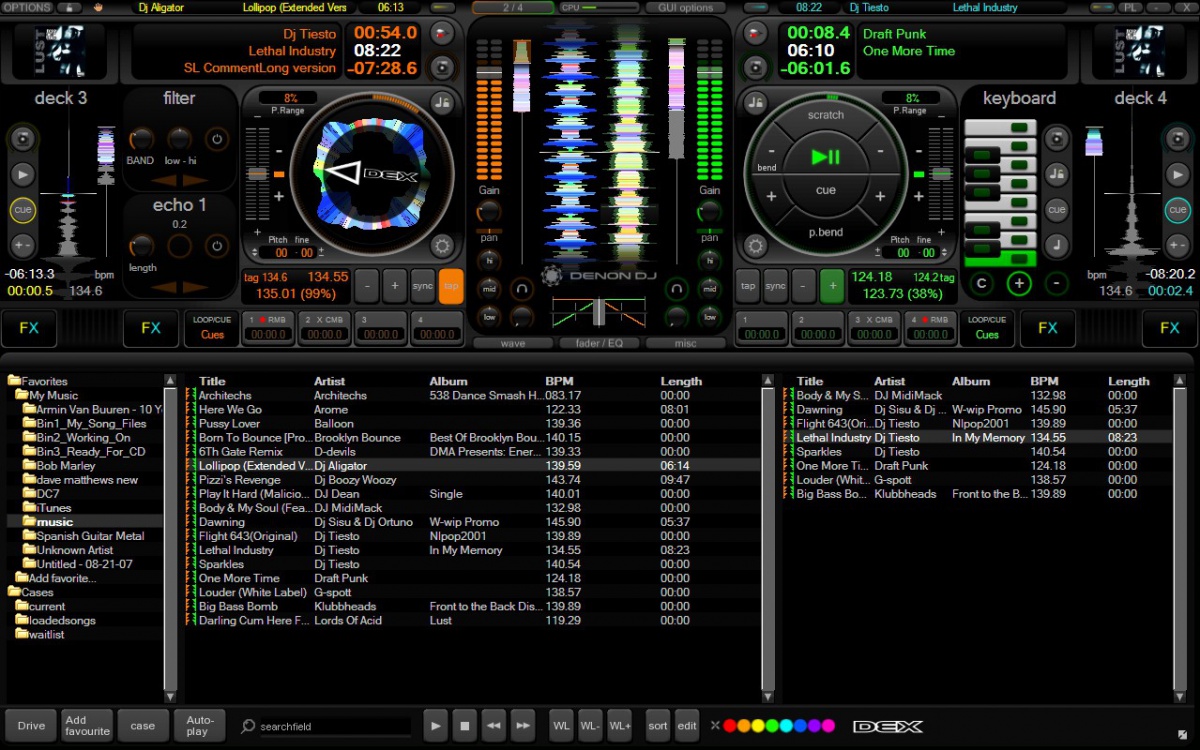 OPTIONS Dj Aligator Lollipop (Extended Vers 06:13 2 / 4 CPU GUI options 08:22 Dj Tiesto Lethal Industry PL - X
LUST
Dj Tiesto 00:54.0
Lethal Industry 08:22
SL CommentLong version -07:28.6
00:08.4 Draft Punk
06:10 One More Time
-06:01.6
LUST
deck 3 filter
BAND low - hi
echo 1
0.2
length
cue
+ -
-06:13.3 bpm
00:00.5 134.6
8%
P.Range
DEX
Pitch fine
00 00
tag 134.6 134.55
135.01 (99%)
- + sync tap
Gain
pan
hi
mid
low
DENON DJ
Gain
pan
hi
mid
low
wave fader / EQ misc
8%
P.Range
scratch
bend
cue
p.bend
Pitch fine
00 00
tap sync - +
124.18 124.2 tag
123.73 (38%)
keyboard deck 4
cue
cue
+ -
C + -
bpm -08:20.2
134.6 00:02.4
FX FX
LOOP/CUE
Cues
1 RMB 2 X CMB 3 4
00:00.0 00:00.0 00:00.0 00:00.0
1 2 3 X CMB 4 RMB
00:00.0 00:00.0 00:00.0 00:00.0
LOOP/CUE
Cues
FX FX
Favorites
My Music
Armin Van Buuren - 10 Y
Bin1_My_Song_Files
Bin2_Working_On
Bin3_Ready_For_CD
Bob Marley
dave matthews new
DC7
iTunes
music
Spanish Guitar Metal
Unknown Artist
Untitled - 08-21-07
Add favorite...
Cases
current
loadedsongs
waitlist
Title Artist Album BPM Length
Architechs Architechs 538 Dance Smash H... 083.17 00:00
Here We Go Arome 122.33 08:01
Pussy Lover Balloon 139.36 00:00
Born To Bounce [Pro... Brooklyn Bounce Best Of Brooklyn Bou... 140.15 00:00
6Th Gate Remix D-devils DMA Presents: Ener... 139.33 00:00
Lollipop (Extended V... Dj Aligator 139.59 06:14
Pizzi's Revenge Dj Boozy Woozy 143.74 09:47
Play It Hard (Malicio... DJ Dean Single 140.01 00:00
Body & My Soul (Fea... DJ MidiMack 132.98 00:00
Dawning Dj Sisu & Dj Ortuno W-wip Promo 145.90 05:37
Flight 643(Original) Dj Tiesto Nlpop2001 139.89 00:00
Lethal Industry Dj Tiesto In My Memory 134.55 08:23
Sparkles Dj Tiesto 140.54 00:00
One More Time Draft Punk 124.18 00:00
Louder (White Label) G-spott 138.57 00:00
Big Bass Bomb Klubbheads Front to the Back Dis... 139.89 00:00
Darling Cum Here F... Lords Of Acid Lust 119.29 00:00
Title Artist Album BPM Length
Body & My S... DJ MidiMack 132.98 00:00
Dawning Dj Sisu & Dj ... W-wip Promo 145.90 05:37
Flight 643(Ori... Dj Tiesto Nlpop2001 139.89 00:00
Lethal Industry Dj Tiesto In My Memory 134.55 08:23
Sparkles Dj Tiesto 140.54 00:00
One More Ti... Draft Punk 124.18 00:00
Louder (Whit... G-spott 138.57 00:00
Big Bass Bo... Klubbheads Front to the B... 139.89 00:00
Drive
Add favourite
case
Auto-play
searchfield
WL WL- WL+ sort edit
DEX